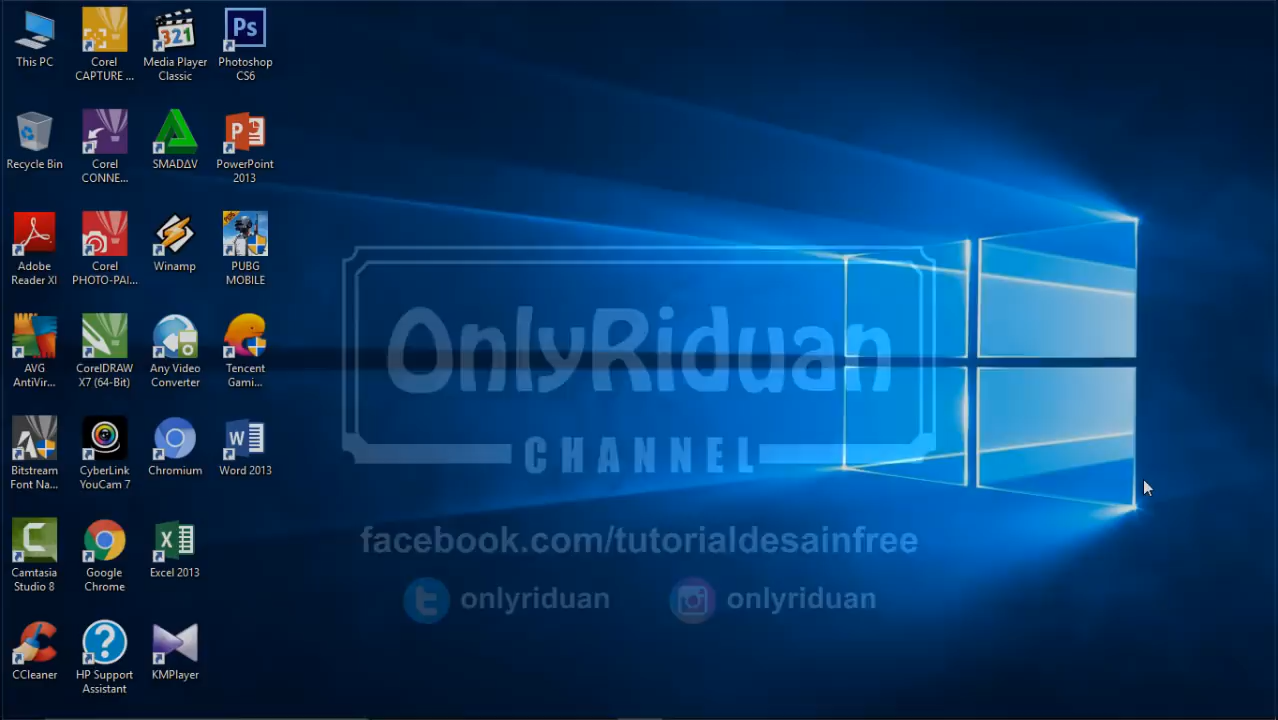 This PC
Corel
CAPTURE ...
Media Player
Classic
Ps
Photoshop
CS6
Recycle Bin
Corel
CONNE...
SMADΔV
PowerPoint
2013
Adobe
Reader XI
Corel
PHOTO-PAI...
Winamp
PUBG
MOBILE
AVG
AntiVir...
CorelDRAW
X7 (64-Bit)
Any Video
Converter
Tencent
Gami...
Bitstream
Font Na...
CyberLink
YouCam 7
Chromium
Word 2013
Camtasia
Studio 8
Google
Chrome
Excel 2013
CCleaner
HP Support
Assistant
KMPlayer
OnlyRiduan
CHANNEL
facebook.com/tutorialdesainfree
onlyriduan
onlyriduan